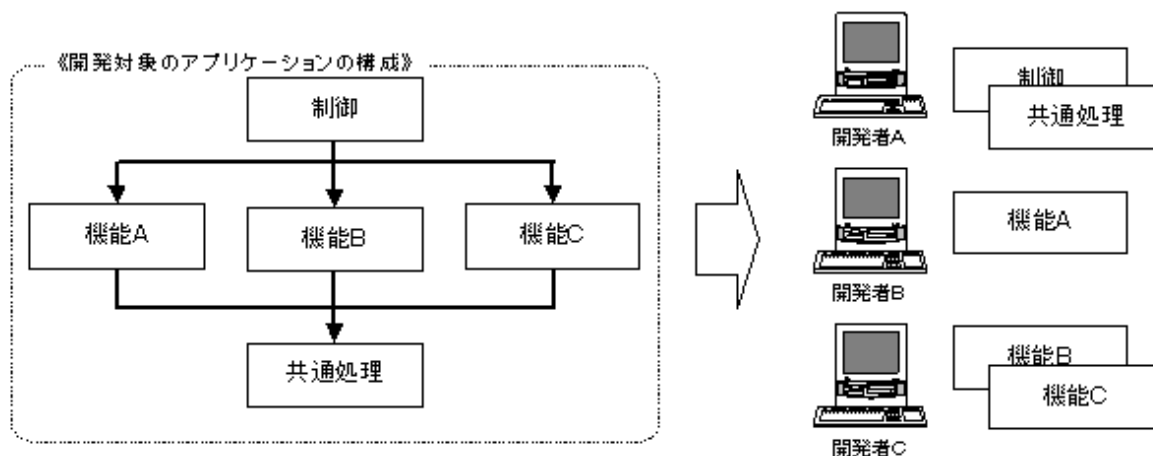 《開発対象のアプリケーションの構成》
制御
機能A
機能B
機能C
共通処理
制御
共通処理
開発者A
機能A
開発者B
機能B
機能C
開発者C